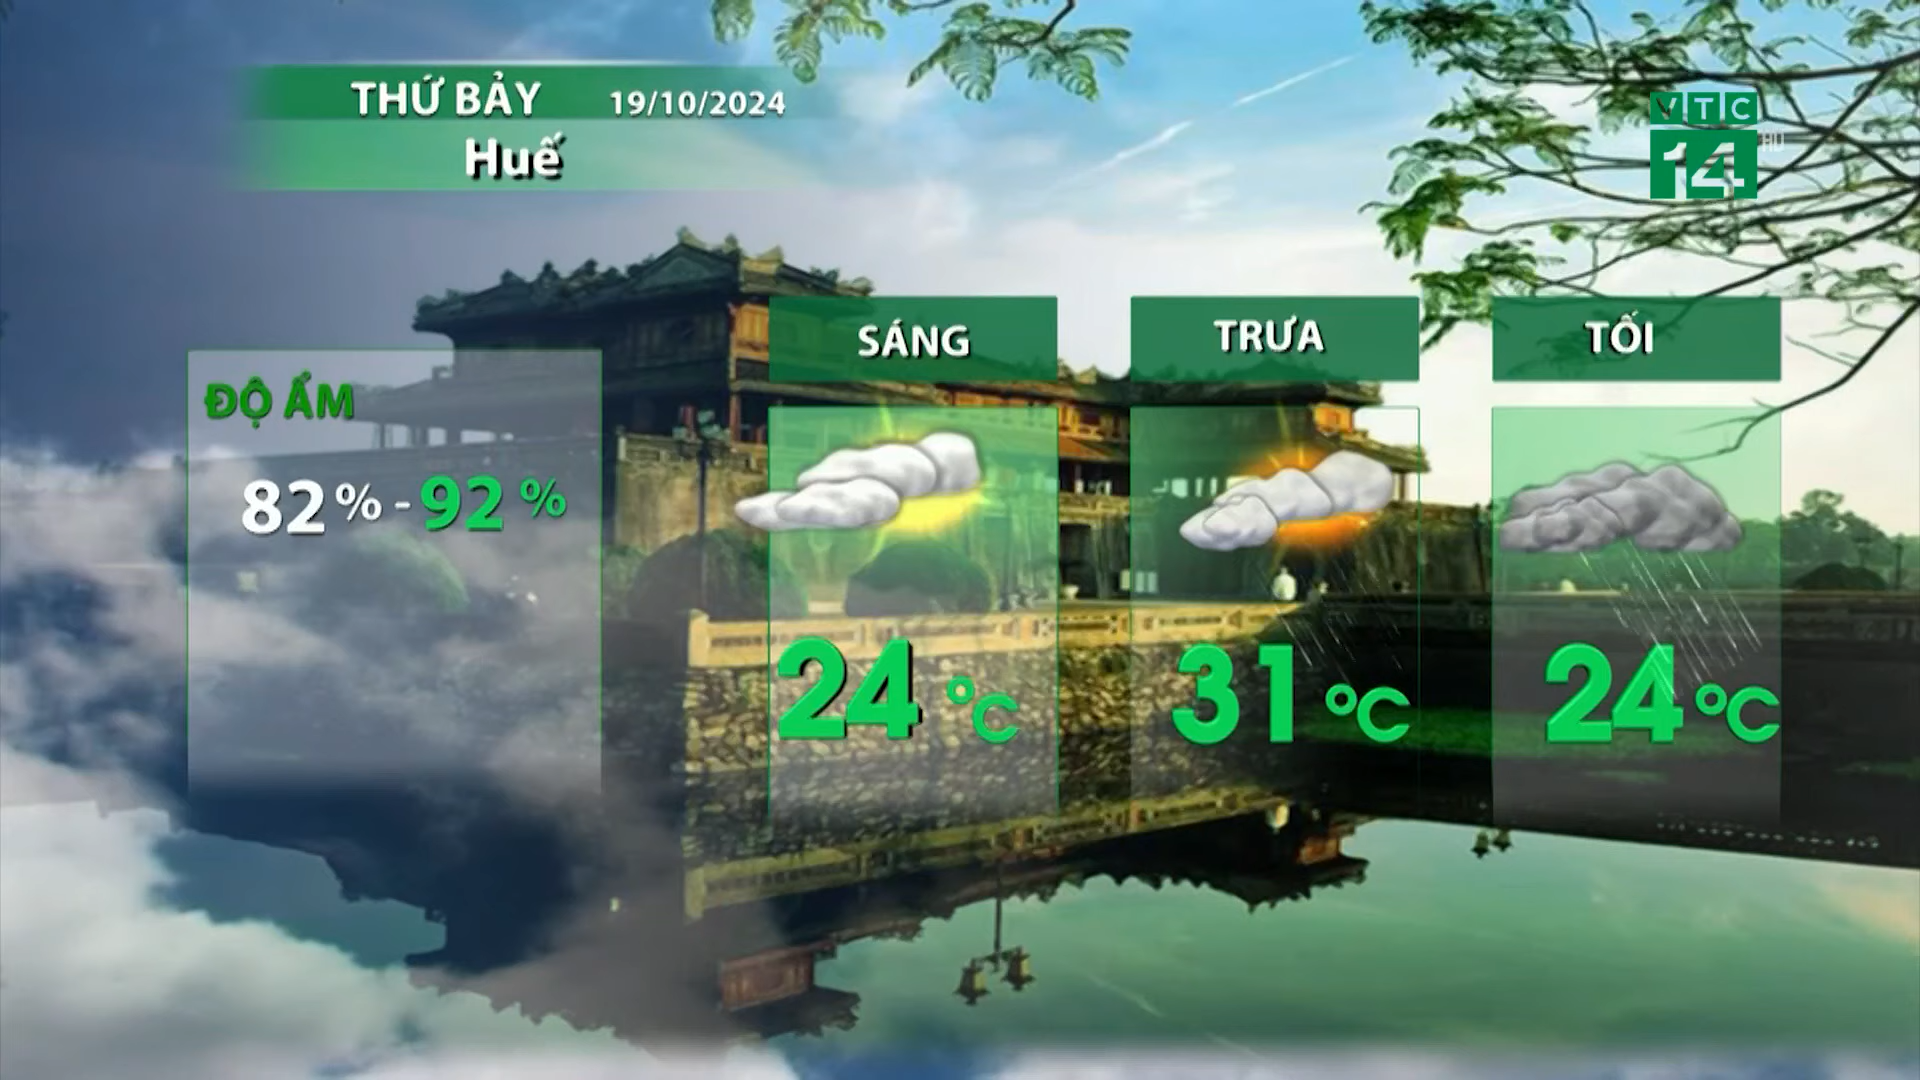 THỨ BẢY 19/10/2024
Huế
VTC
14 HD
SÁNG TRƯA TỐI
ĐỘ ẨM
82% - 92%
24 °C 31 °C 24 °C